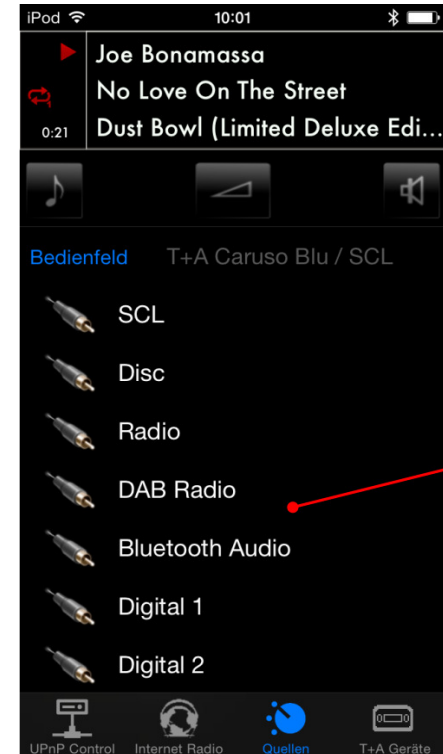 iPod 10:01
Joe Bonamassa
No Love On The Street
0:21 Dust Bowl (Limited Deluxe Edi...
Bedienfeld T+A Caruso Blu / SCL
SCL
Disc
Radio
DAB Radio
Bluetooth Audio
Digital 1
Digital 2
UPnP Control Internet Radio Quellen T+A Geräte